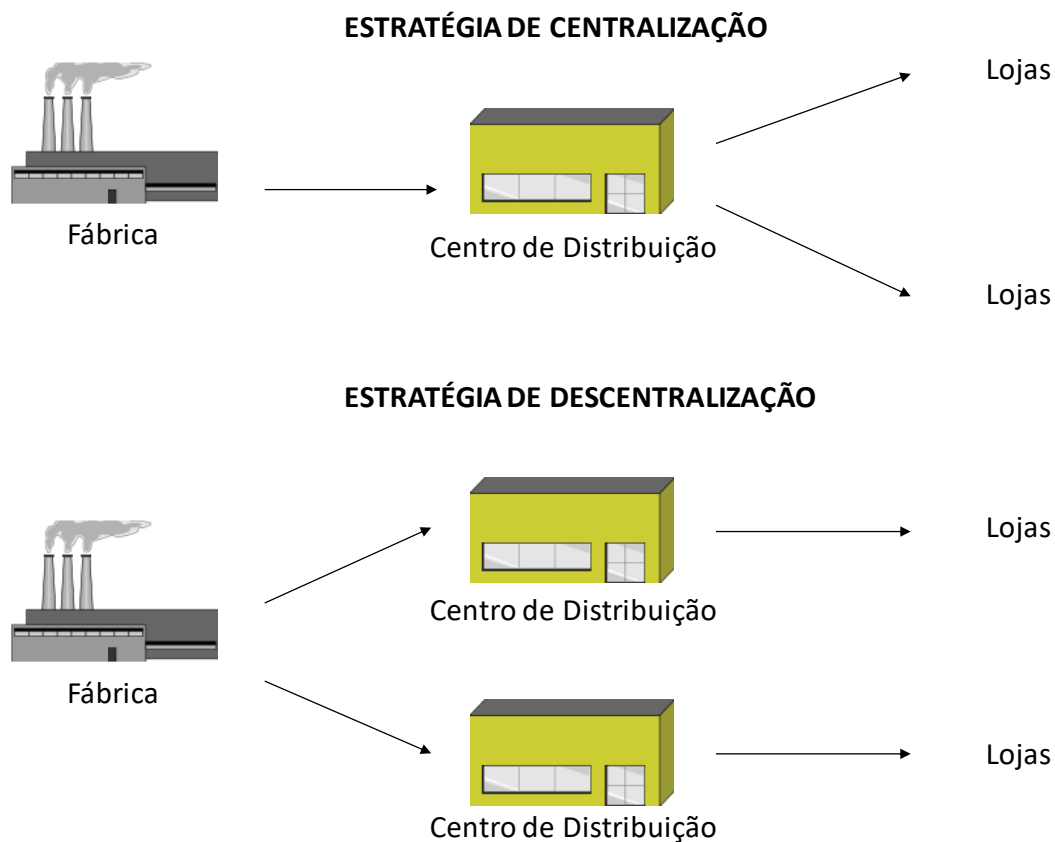 ESTRATÉGIA DE CENTRALIZAÇÃO
Lojas
Fábrica
Centro de Distribuição
Lojas
ESTRATÉGIA DE DESCENTRALIZAÇÃO
Lojas
Centro de Distribuição
Fábrica
Lojas
Centro de Distribuição